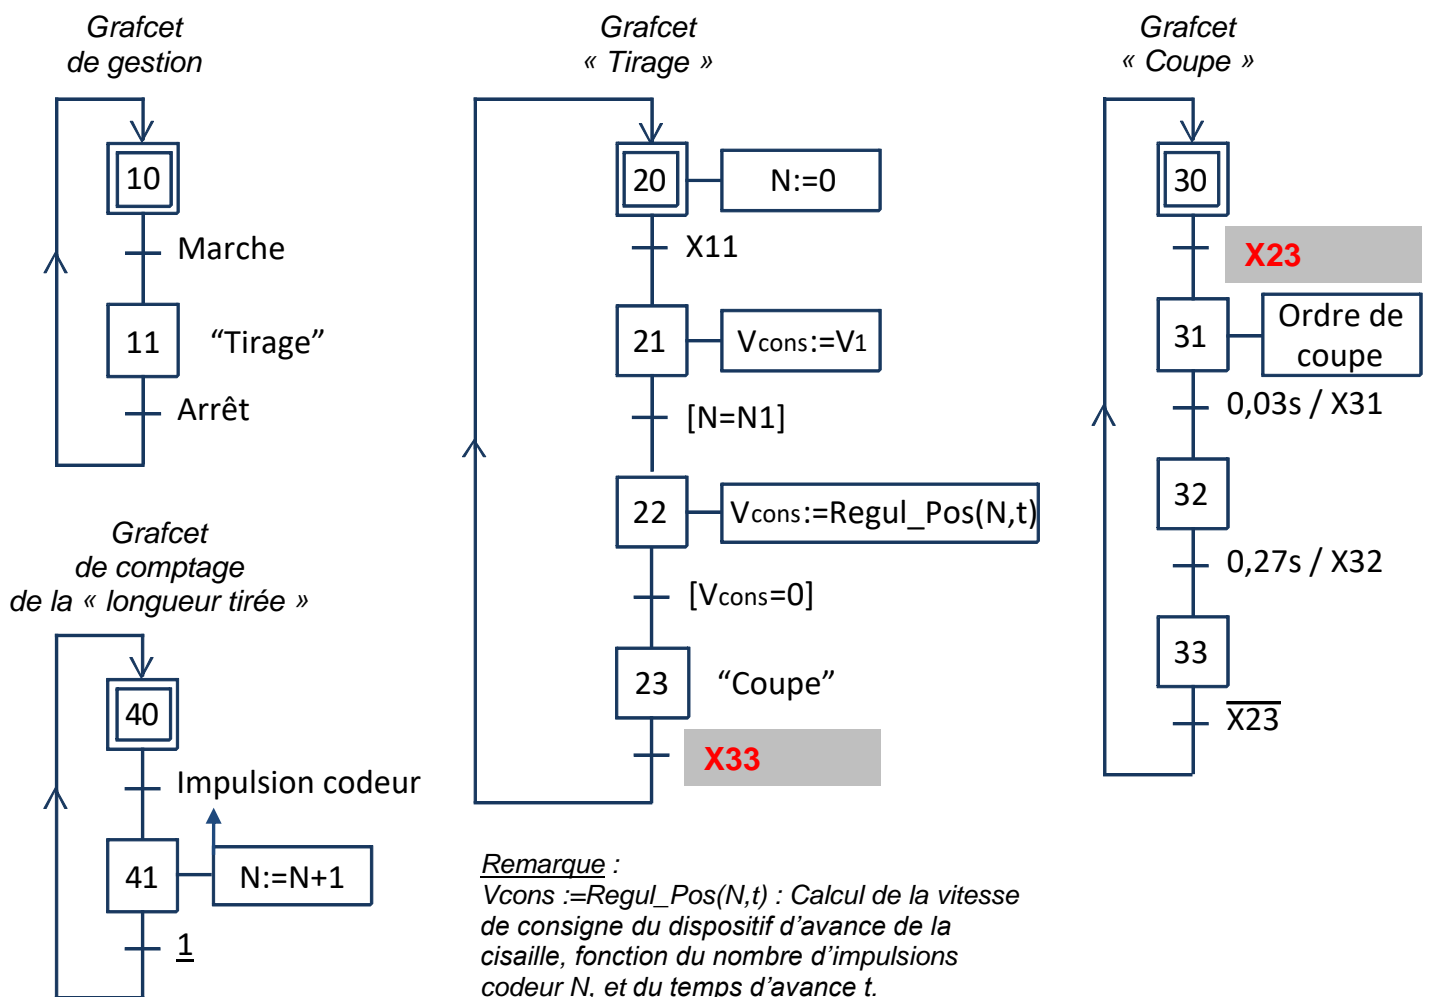 Grafcet
de gestion
10
Marche
11
“Tirage”
Arrêt
Grafcet
de comptage
de la « longueur tirée »
40
Impulsion codeur
41
N:=N+1
1
Grafcet
« Tirage »
20
N:=0
X11
21
Vcons:=V1
[N=N1]
22
Vcons:=Regul_Pos(N,t)
[Vcons=0]
23
“Coupe”
X33
Remarque :
Vcons :=Regul_Pos(N,t) : Calcul de la vitesse
de consigne du dispositif d’avance de la
cisaille, fonction du nombre d’impulsions
codeur N, et du temps d’avance t.
Grafcet
« Coupe »
30
X23
31
Ordre de
coupe
0,03s / X31
32
0,27s / X32
33
X̅2̅3̅